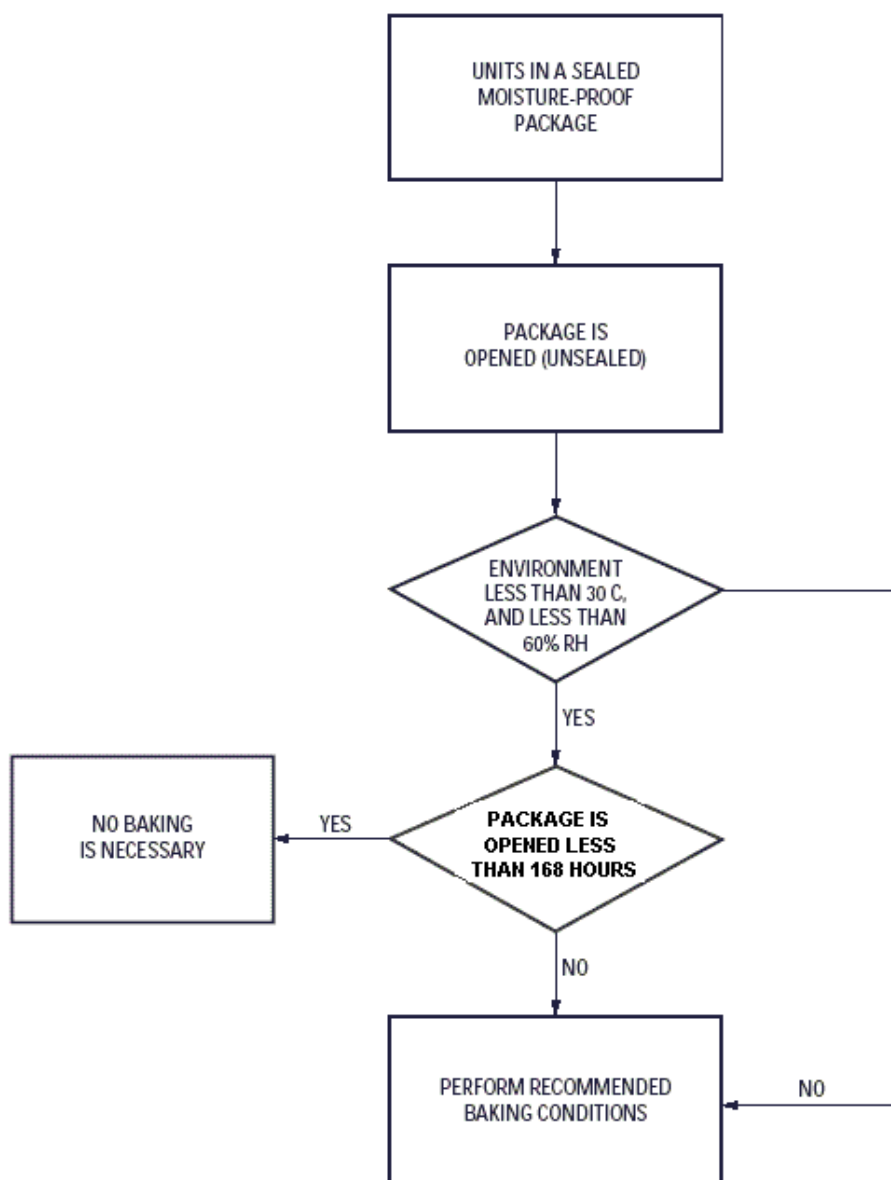 UNITS IN A SEALED
MOISTURE-PROOF
PACKAGE
PACKAGE IS
OPENED (UNSEALED)
ENVIRONMENT
LESS THAN 30 C,
AND LESS THAN
60% RH
YES
NO BAKING
IS NECESSARY
YES
PACKAGE IS
OPENED LESS
THAN 168 HOURS
NO
PERFORM RECOMMENDED
BAKING CONDITIONS
NO